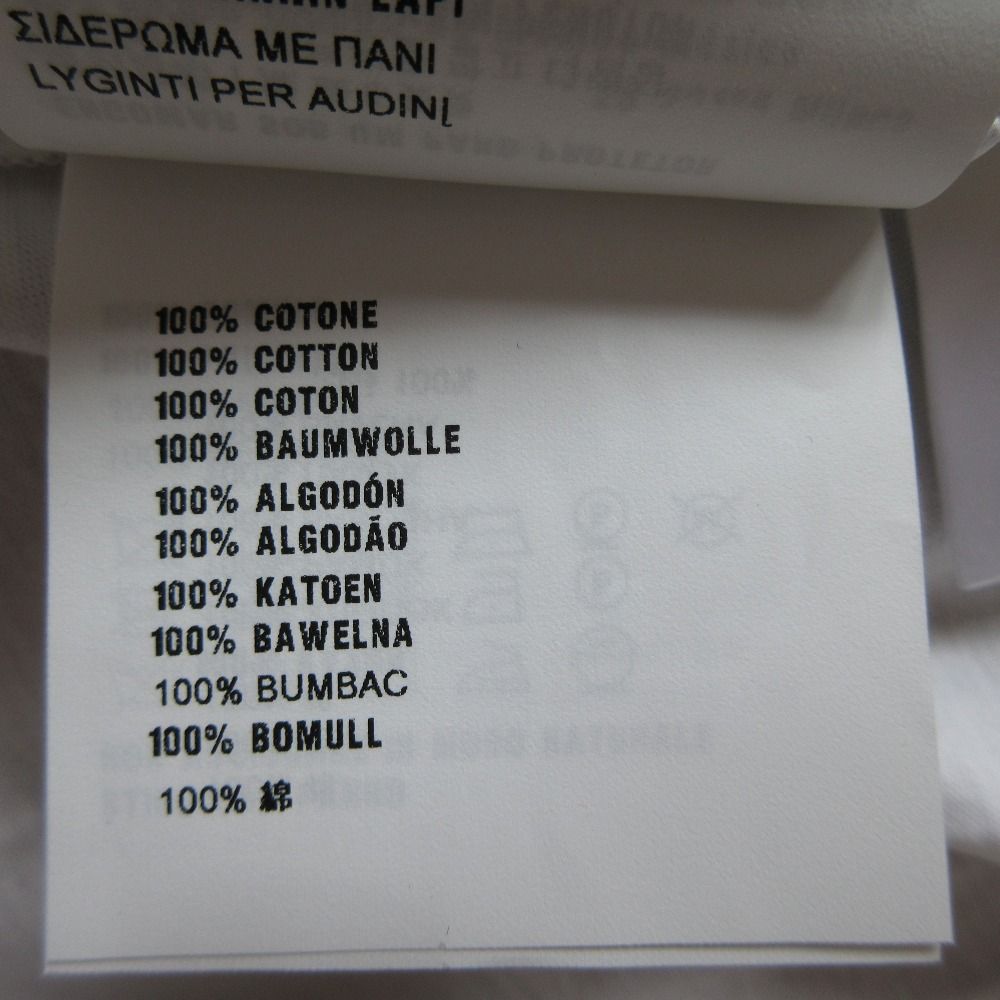 ΣΙΔΕΡΩΜΑ ΜΕ ΠΑΝΙ
LYGINTI PER AUDINĮ
100% COTONE
100% COTTON
100% COTON
100% BAUMWOLLE
100% ALGODÓN
100% ALGODÃO
100% KATOEN
100% BAWELNA
100% BUMBAC
100% BOMULL
100% 綿